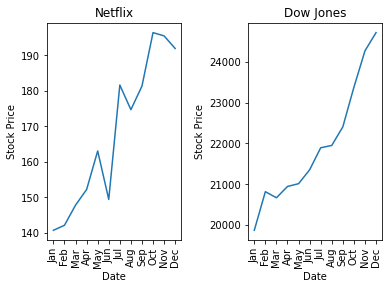 Netflix
Stock Price
190
180
170
160
150
140
Jan
Feb
Mar
Apr
May
Jun
Jul
Aug
Sep
Oct
Nov
Dec
Date
Dow Jones
Stock Price
24000
23000
22000
21000
20000
Jan
Feb
Mar
Apr
May
Jun
Jul
Aug
Sep
Oct
Nov
Dec
Date